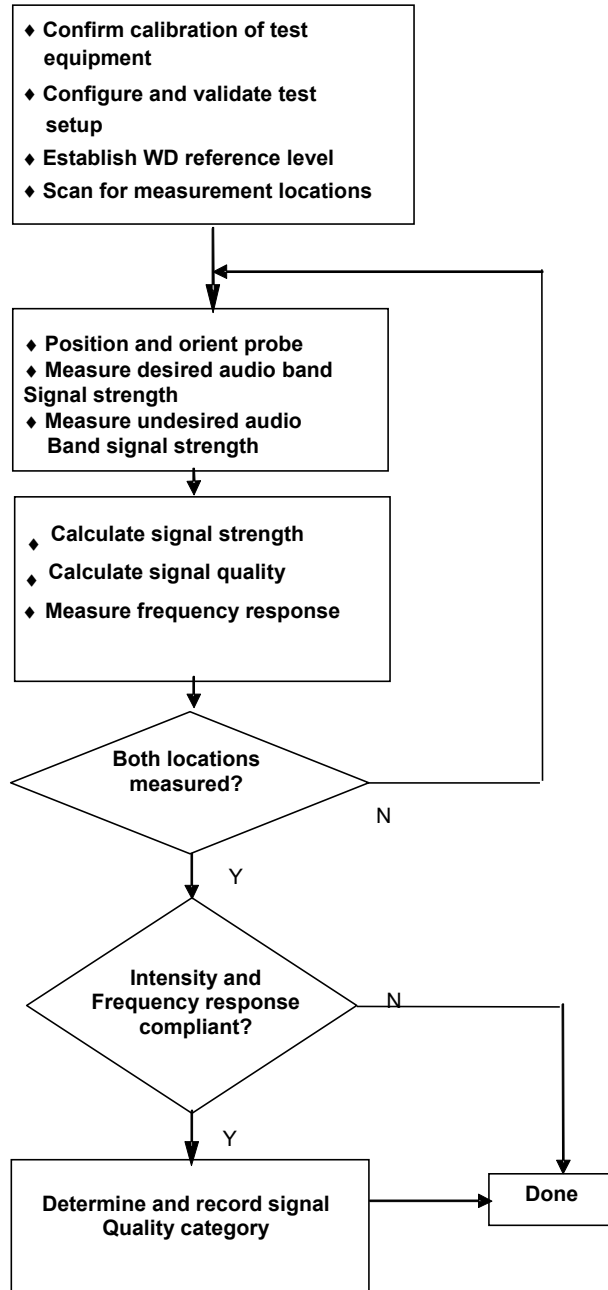 ♦ Confirm calibration of test
equipment
♦ Configure and validate test
setup
♦ Establish WD reference level
♦ Scan for measurement locations
♦ Position and orient probe
♦ Measure desired audio band
Signal strength
♦ Measure undesired audio
Band signal strength
♦ Calculate signal strength
♦ Calculate signal quality
♦ Measure frequency response
Both locations
measured?
N
Y
Intensity and
Frequency response
compliant?
N
Y
Determine and record signal
Quality category
Done